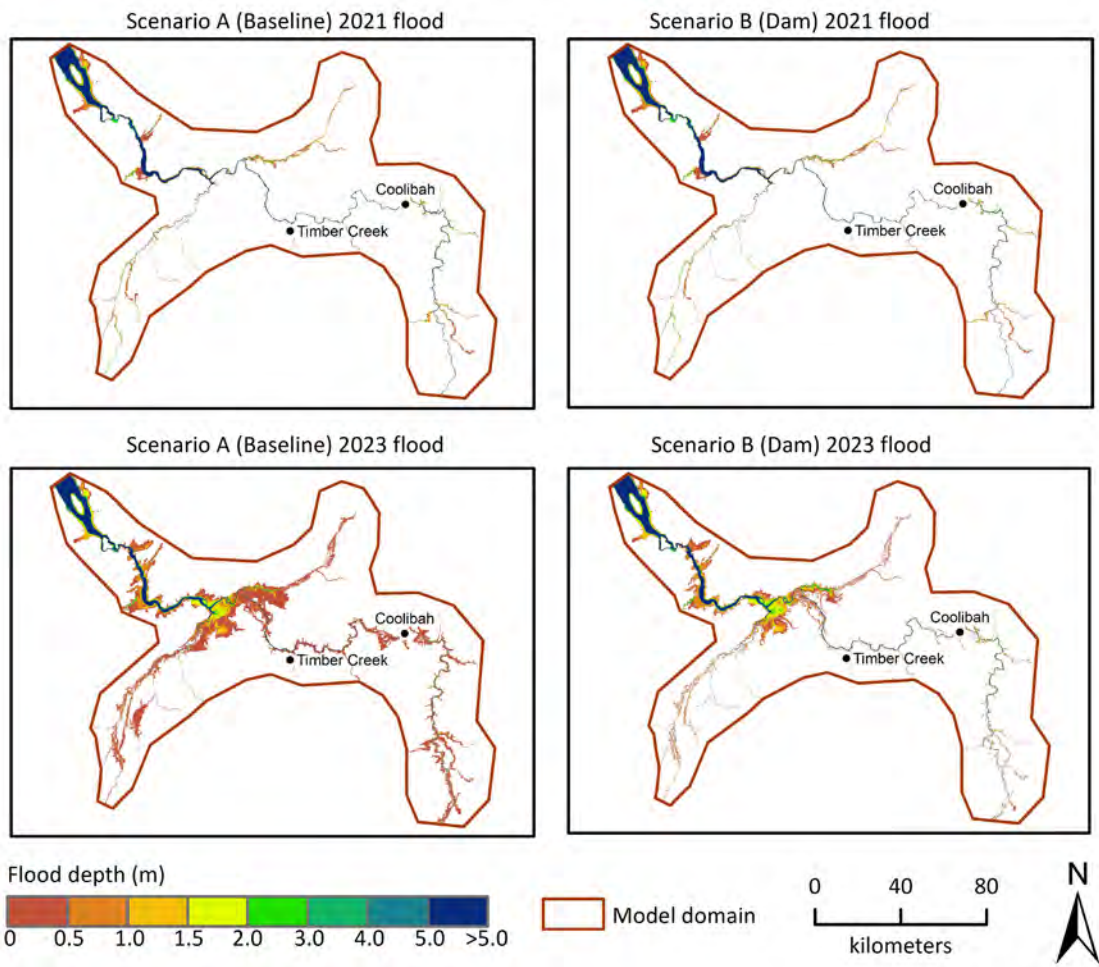 Scenario A (Baseline) 2021 flood
Scenario B (Dam) 2021 flood
Coolibah
Timber Creek
Coolibah
Timber Creek
Scenario A (Baseline) 2023 flood
Scenario B (Dam) 2023 flood
Coolibah
Timber Creek
Coolibah
Timber Creek
Flood depth (m)
0 0.5 1.0 1.5 2.0 3.0 4.0 5.0 >5.0
Model domain
0 40 80
kilometers
N